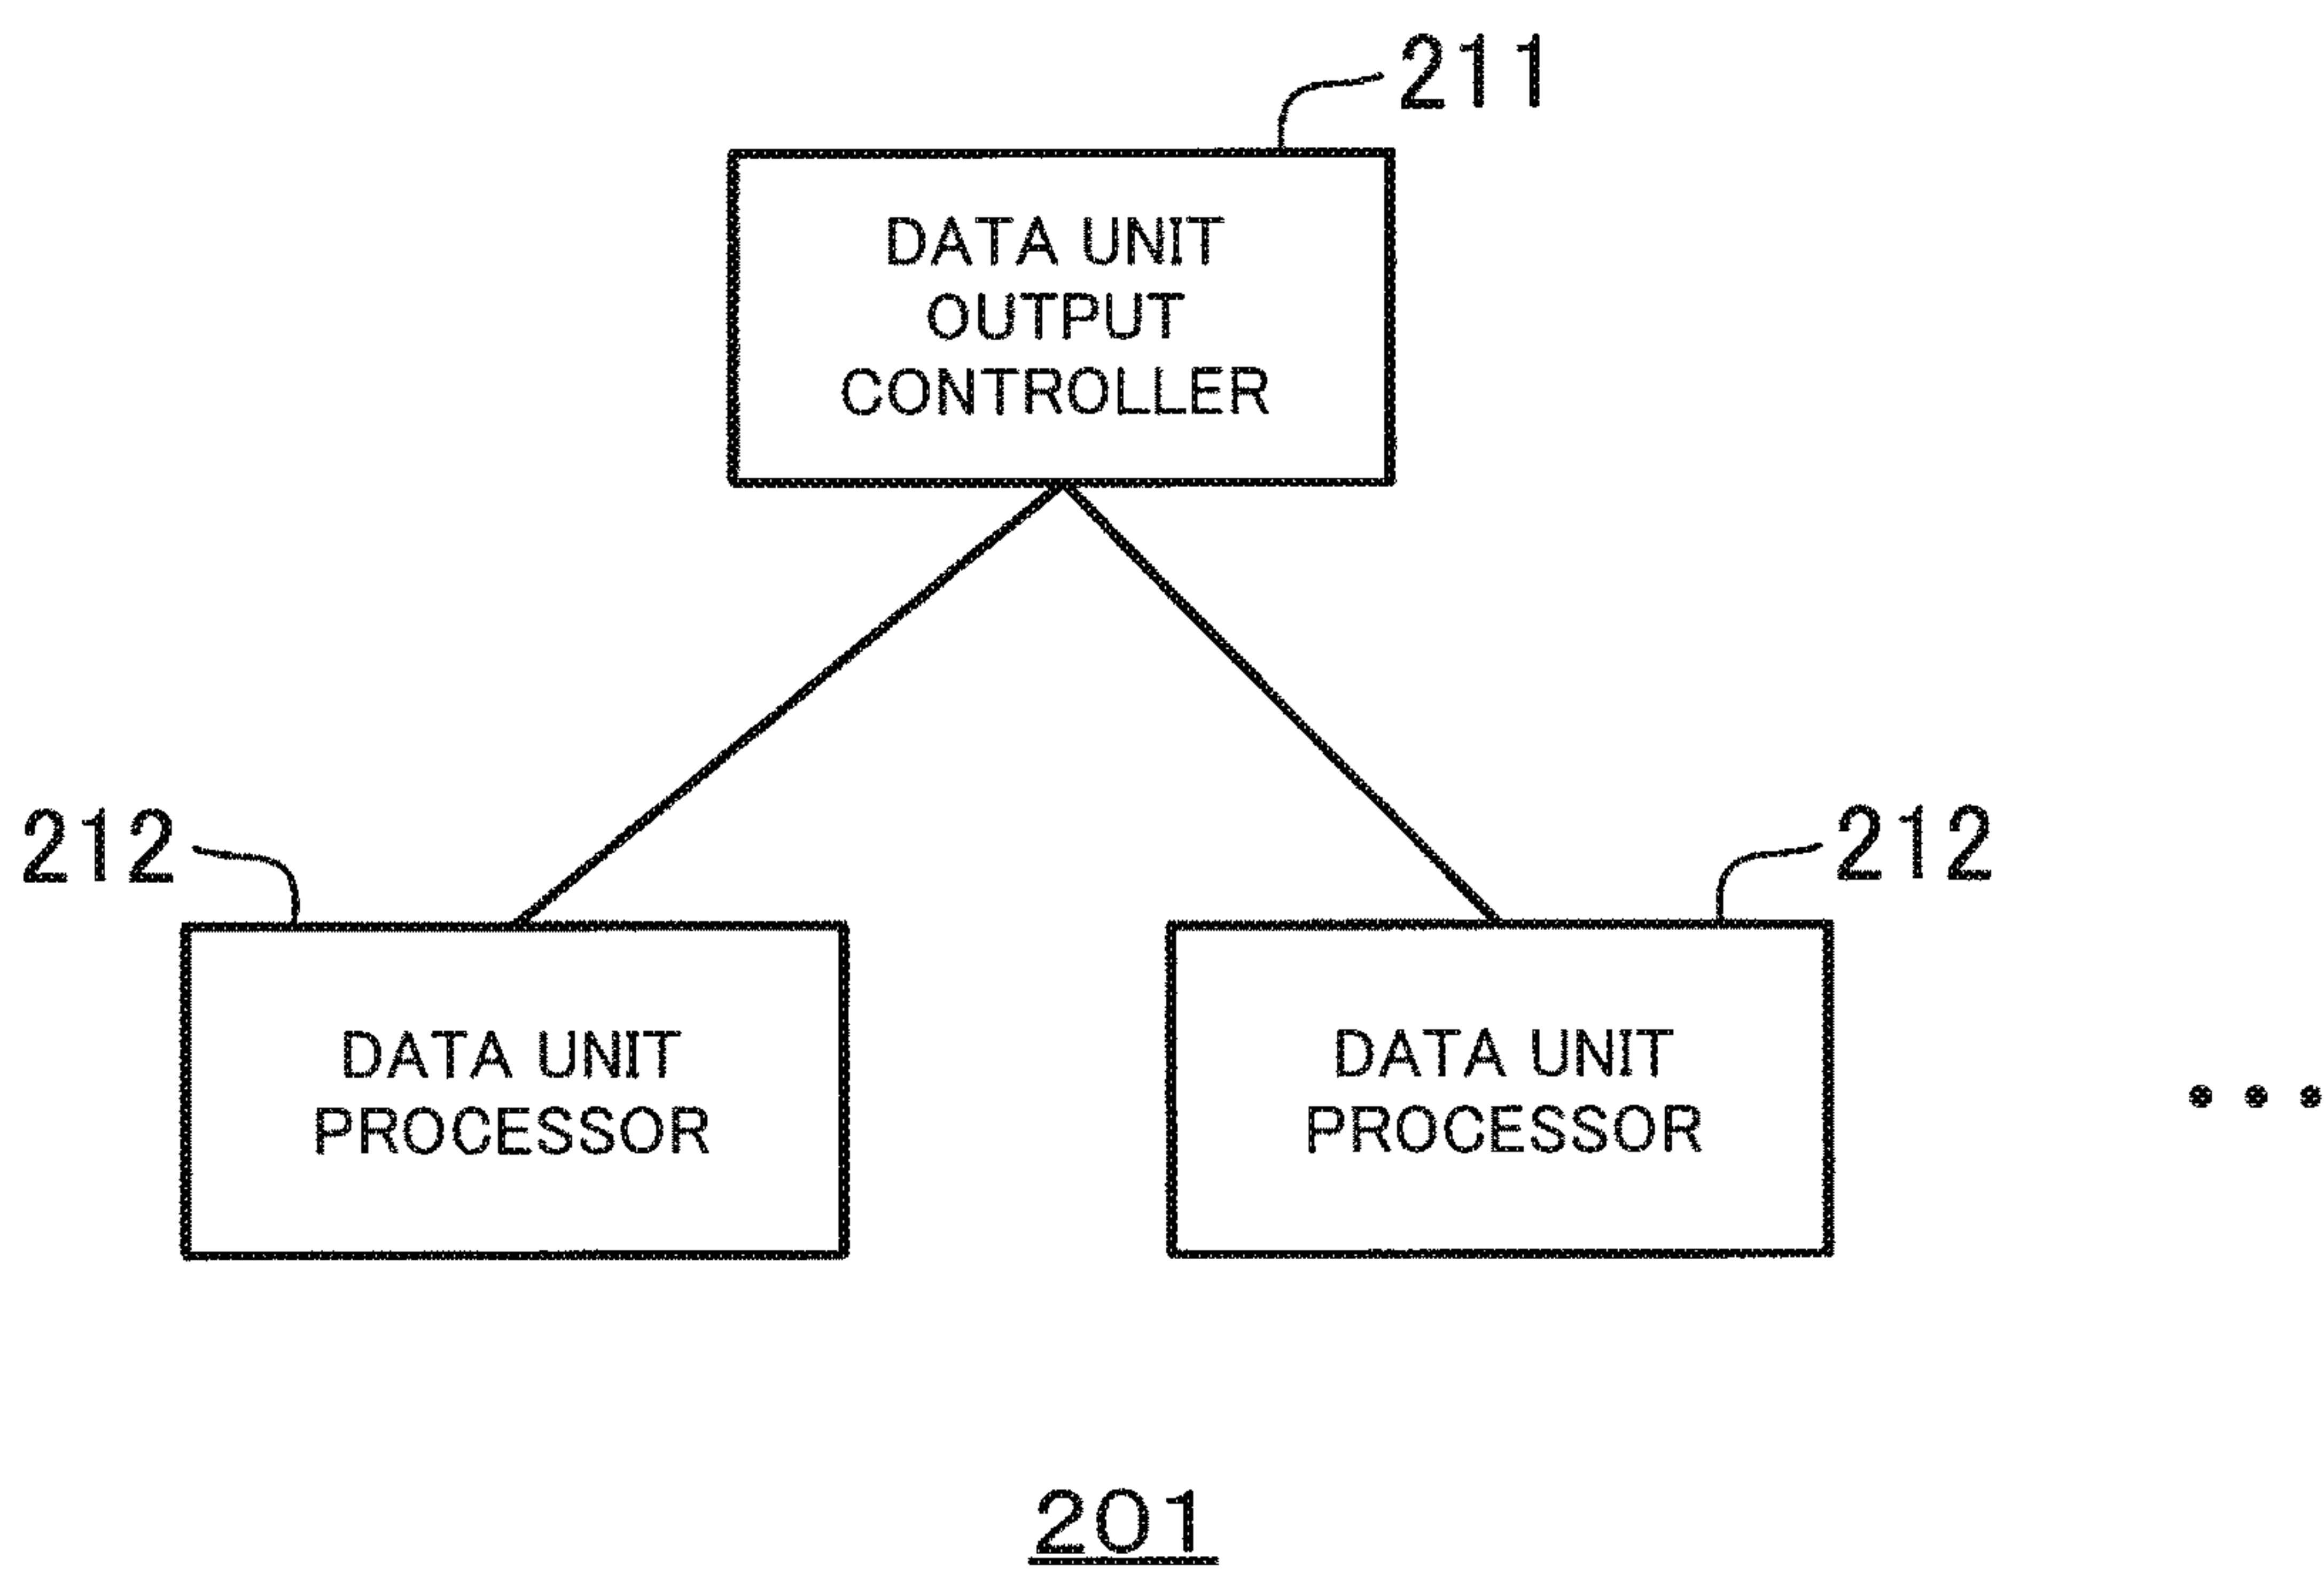 211
DATA UNIT
OUTPUT
CONTROLLER
212
212
DATA UNIT
PROCESSOR
DATA UNIT
PROCESSOR
...
201